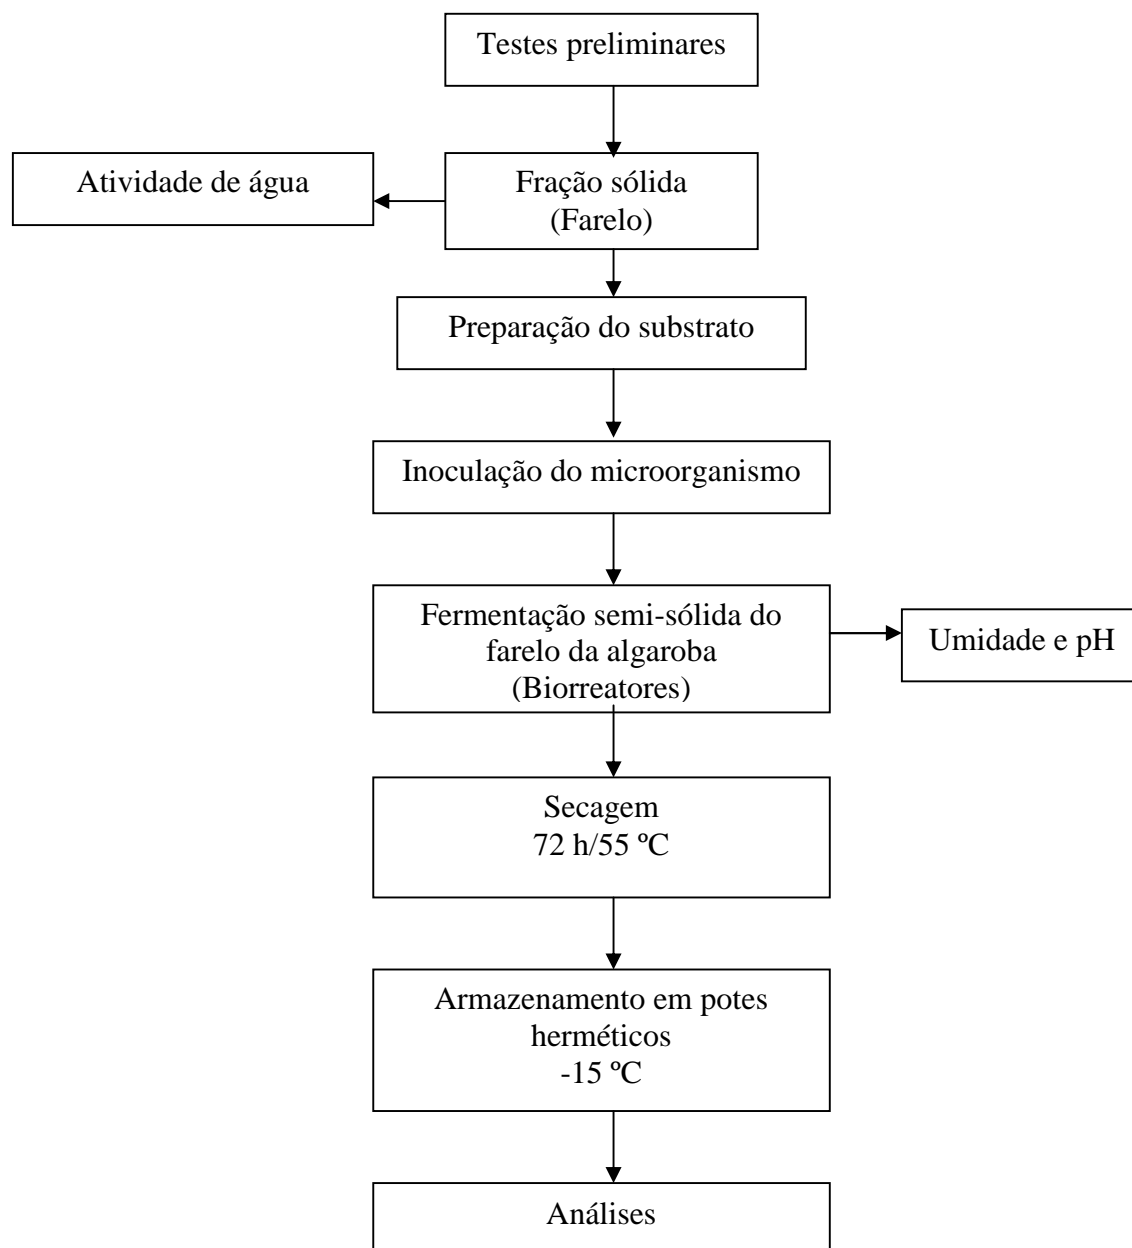 Testes preliminares
Atividade de água
Fração sólida
(Farelo)
Preparação do substrato
Inoculação do microorganismo
Fermentação semi-sólida do
farelo da algaroba
(Biorreatores)
Umidade e pH
Secagem
72 h/55 ºC
Armazenamento em potes
herméticos
-15 ºC
Análises